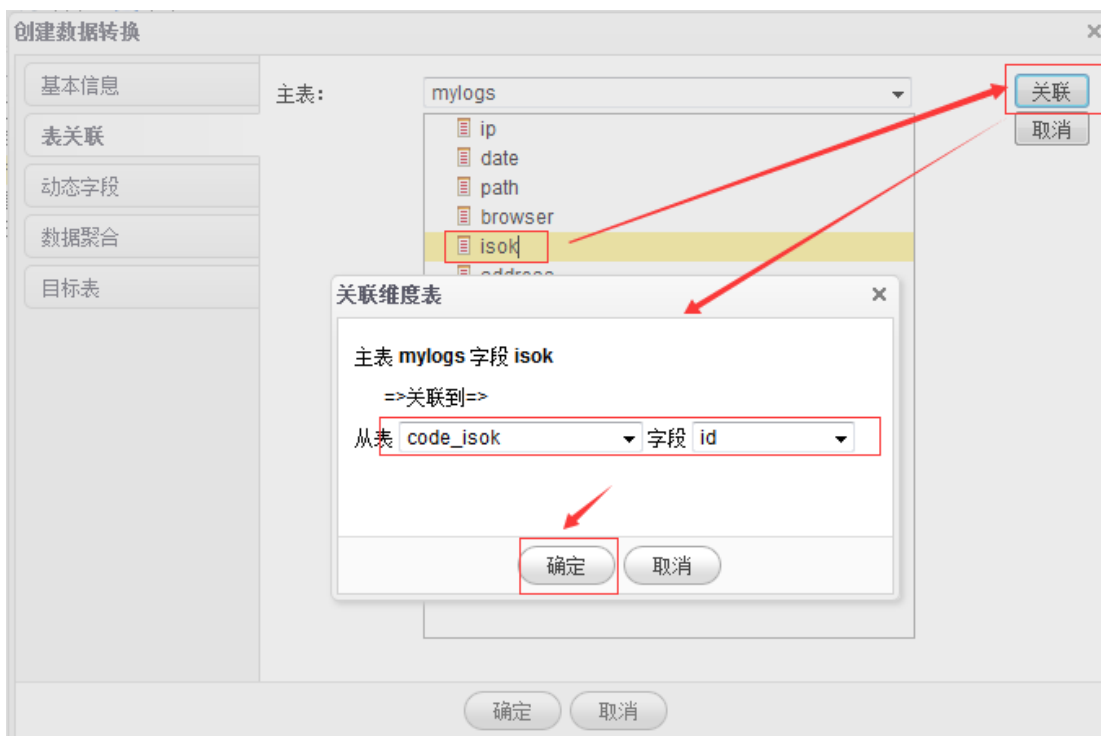 创建数据转换
基本信息
表关联
动态字段
数据聚合
目标表
主表：
mylogs
ip
date
path
browser
isok
address
关联
取消
关联维度表
主表 mylogs 字段 isok
=>关联到=>
从表 code_isok 字段 id
确定 取消
确定 取消